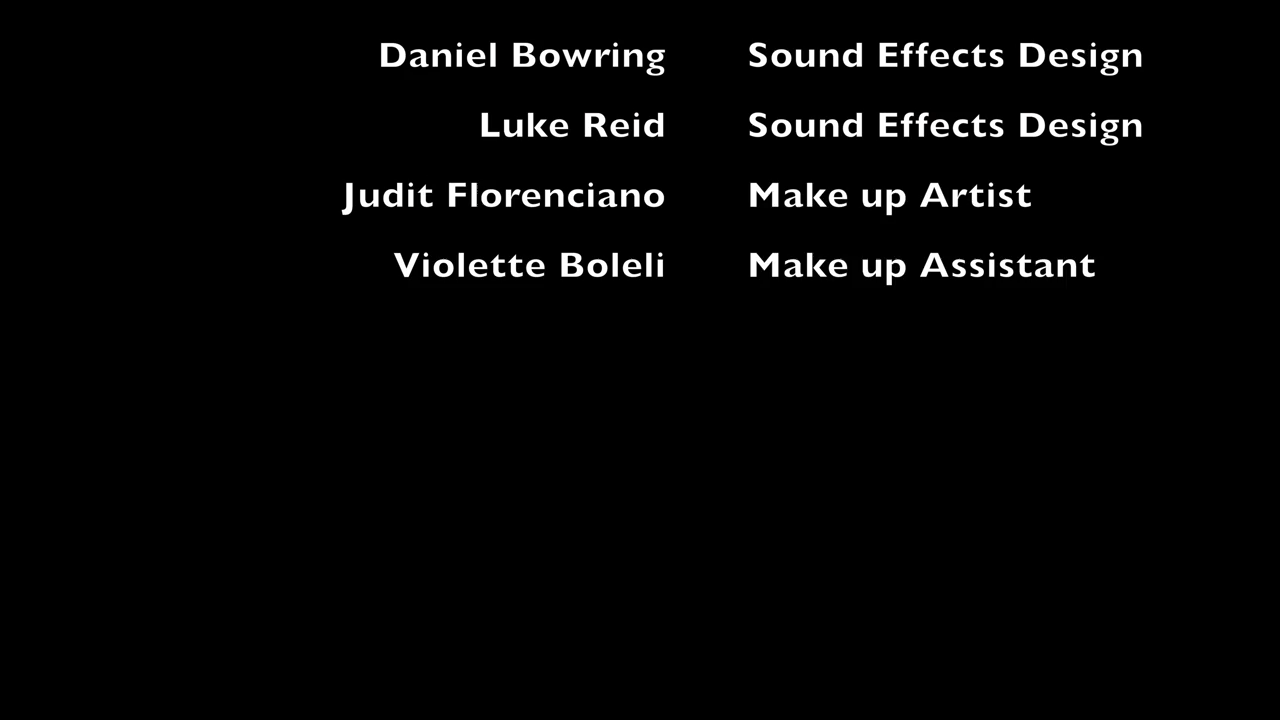 Daniel Bowring Sound Effects Design
Luke Reid Sound Effects Design
Judit Florenciano Make up Artist
Violette Boleli Make up Assistant